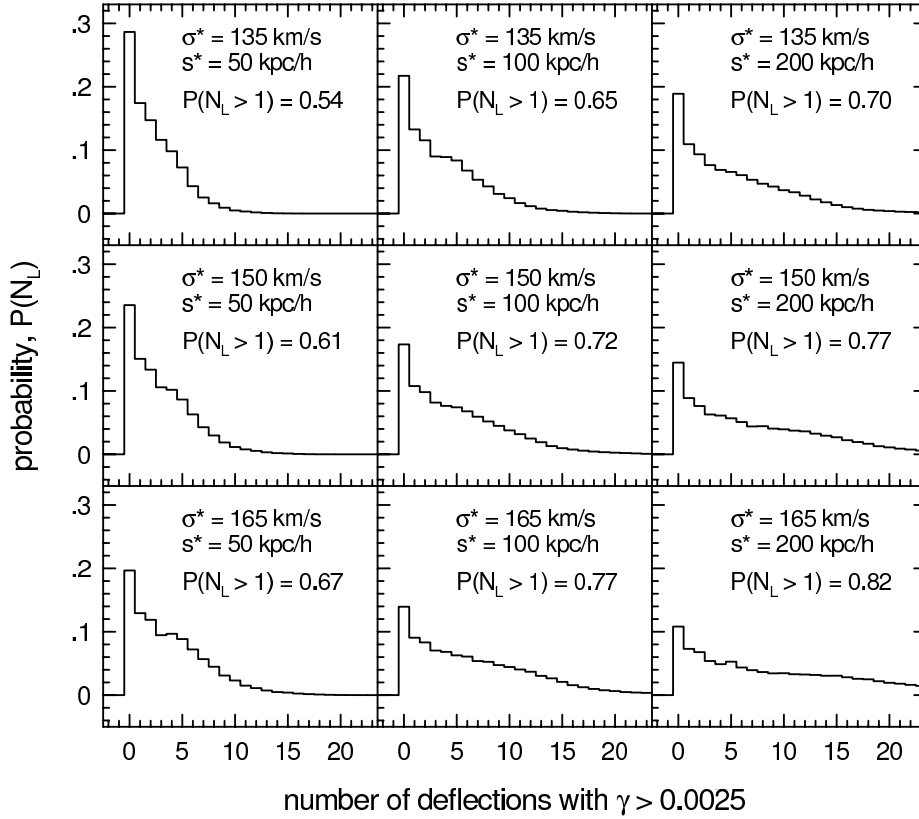 .3
.2
.1
0
σ* = 135 km/s
s* = 50 kpc/h
P(N_L > 1) = 0.54
σ* = 135 km/s
s* = 100 kpc/h
P(N_L > 1) = 0.65
σ* = 135 km/s
s* = 200 kpc/h
P(N_L > 1) = 0.70
probability, P(N_L)
.3
.2
.1
0
σ* = 150 km/s
s* = 50 kpc/h
P(N_L > 1) = 0.61
σ* = 150 km/s
s* = 100 kpc/h
P(N_L > 1) = 0.72
σ* = 150 km/s
s* = 200 kpc/h
P(N_L > 1) = 0.77
.3
.2
.1
0
σ* = 165 km/s
s* = 50 kpc/h
P(N_L > 1) = 0.67
σ* = 165 km/s
s* = 100 kpc/h
P(N_L > 1) = 0.77
σ* = 165 km/s
s* = 200 kpc/h
P(N_L > 1) = 0.82
0 5 10 15 20 0 5 10 15 20 0 5 10 15 20
number of deflections with γ > 0.0025